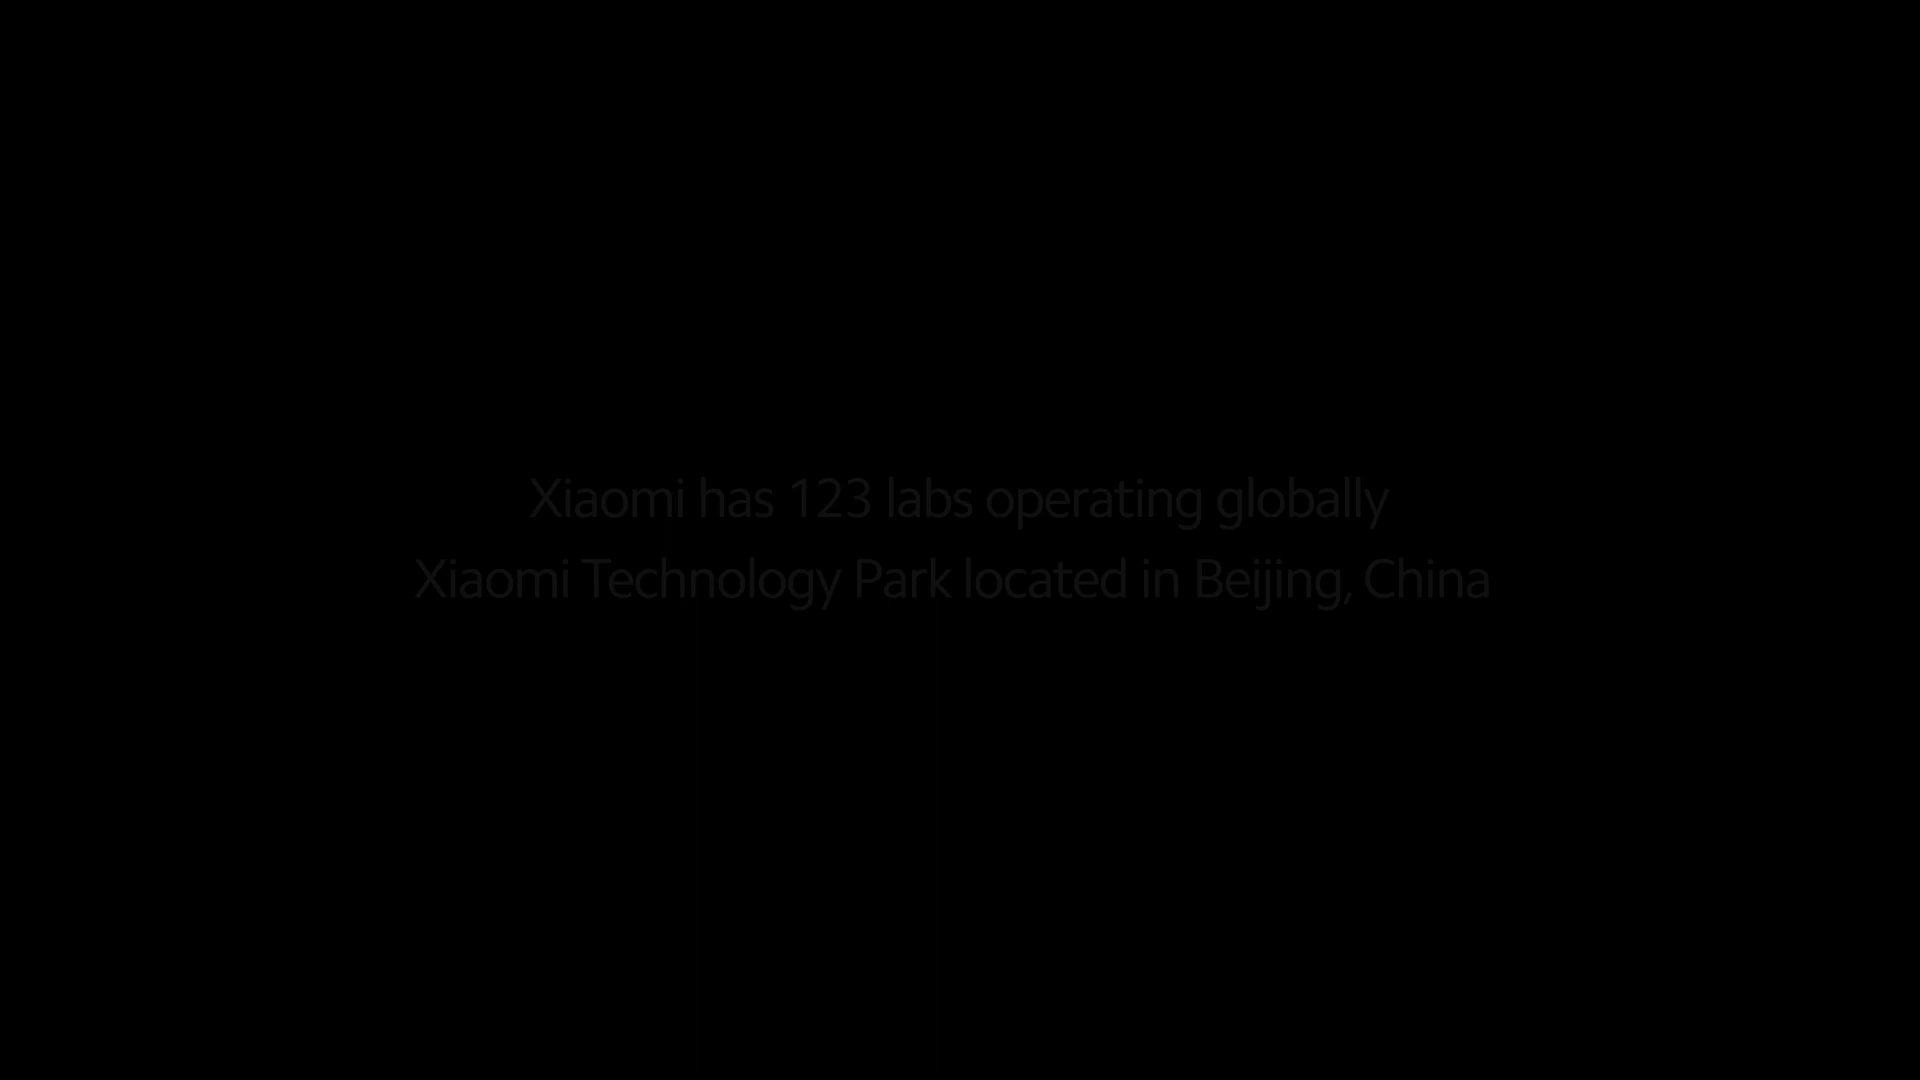 Xiaomi has 123 labs operating globally
Xiaomi Technology Park located in Beijing, China